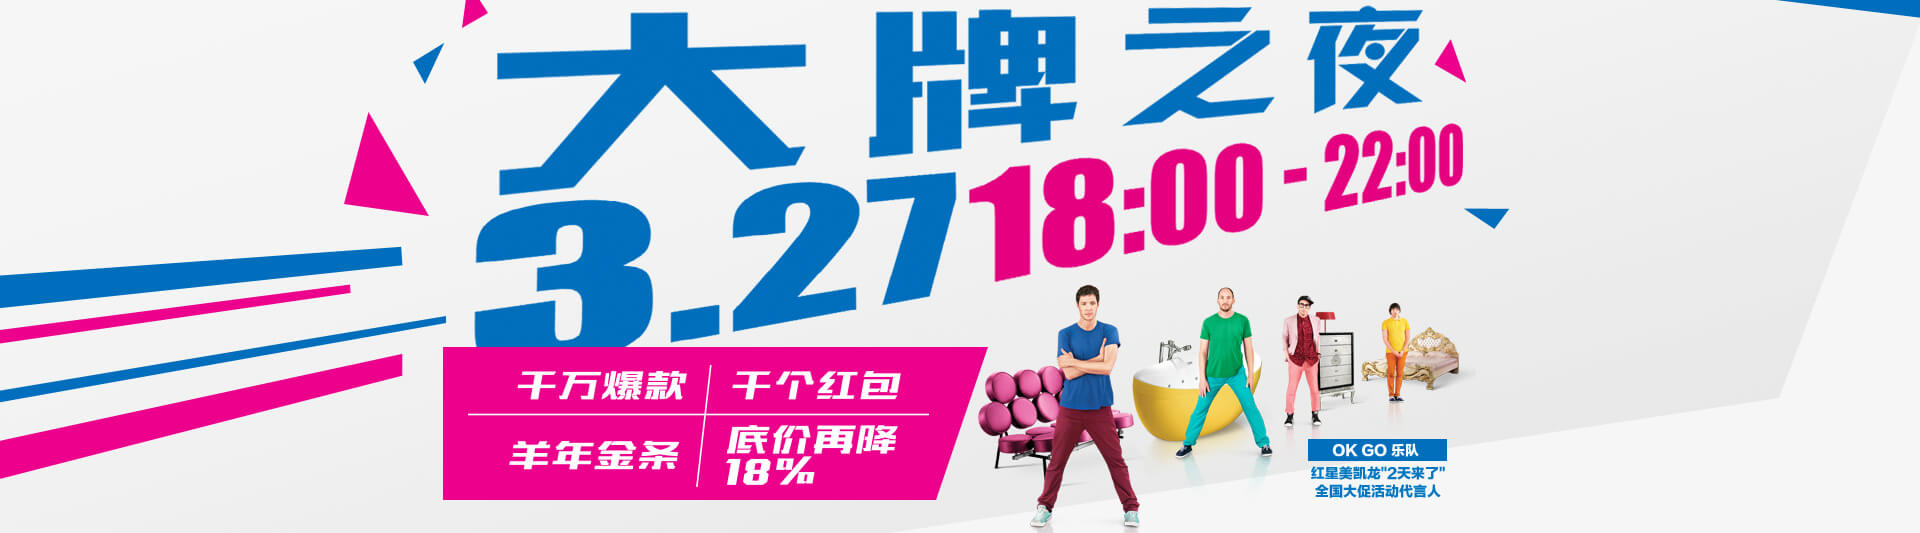 大牌之夜
3.27 18:00 - 22:00
千万爆款
千个红包
羊年金条
底价再降
18%
OK GO 乐队
红星美凯龙"2天来了"
全国大促活动代言人